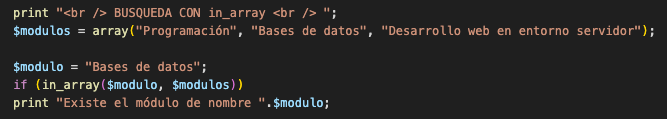 print "<br /> BUSQUEDA CON in_array <br /> ";
$modulos = array("Programación", "Bases de datos", "Desarrollo web en entorno servidor");
$modulo = "Bases de datos";
if (in_array($modulo, $modulos))
print "Existe el módulo de nombre ".$modulo;